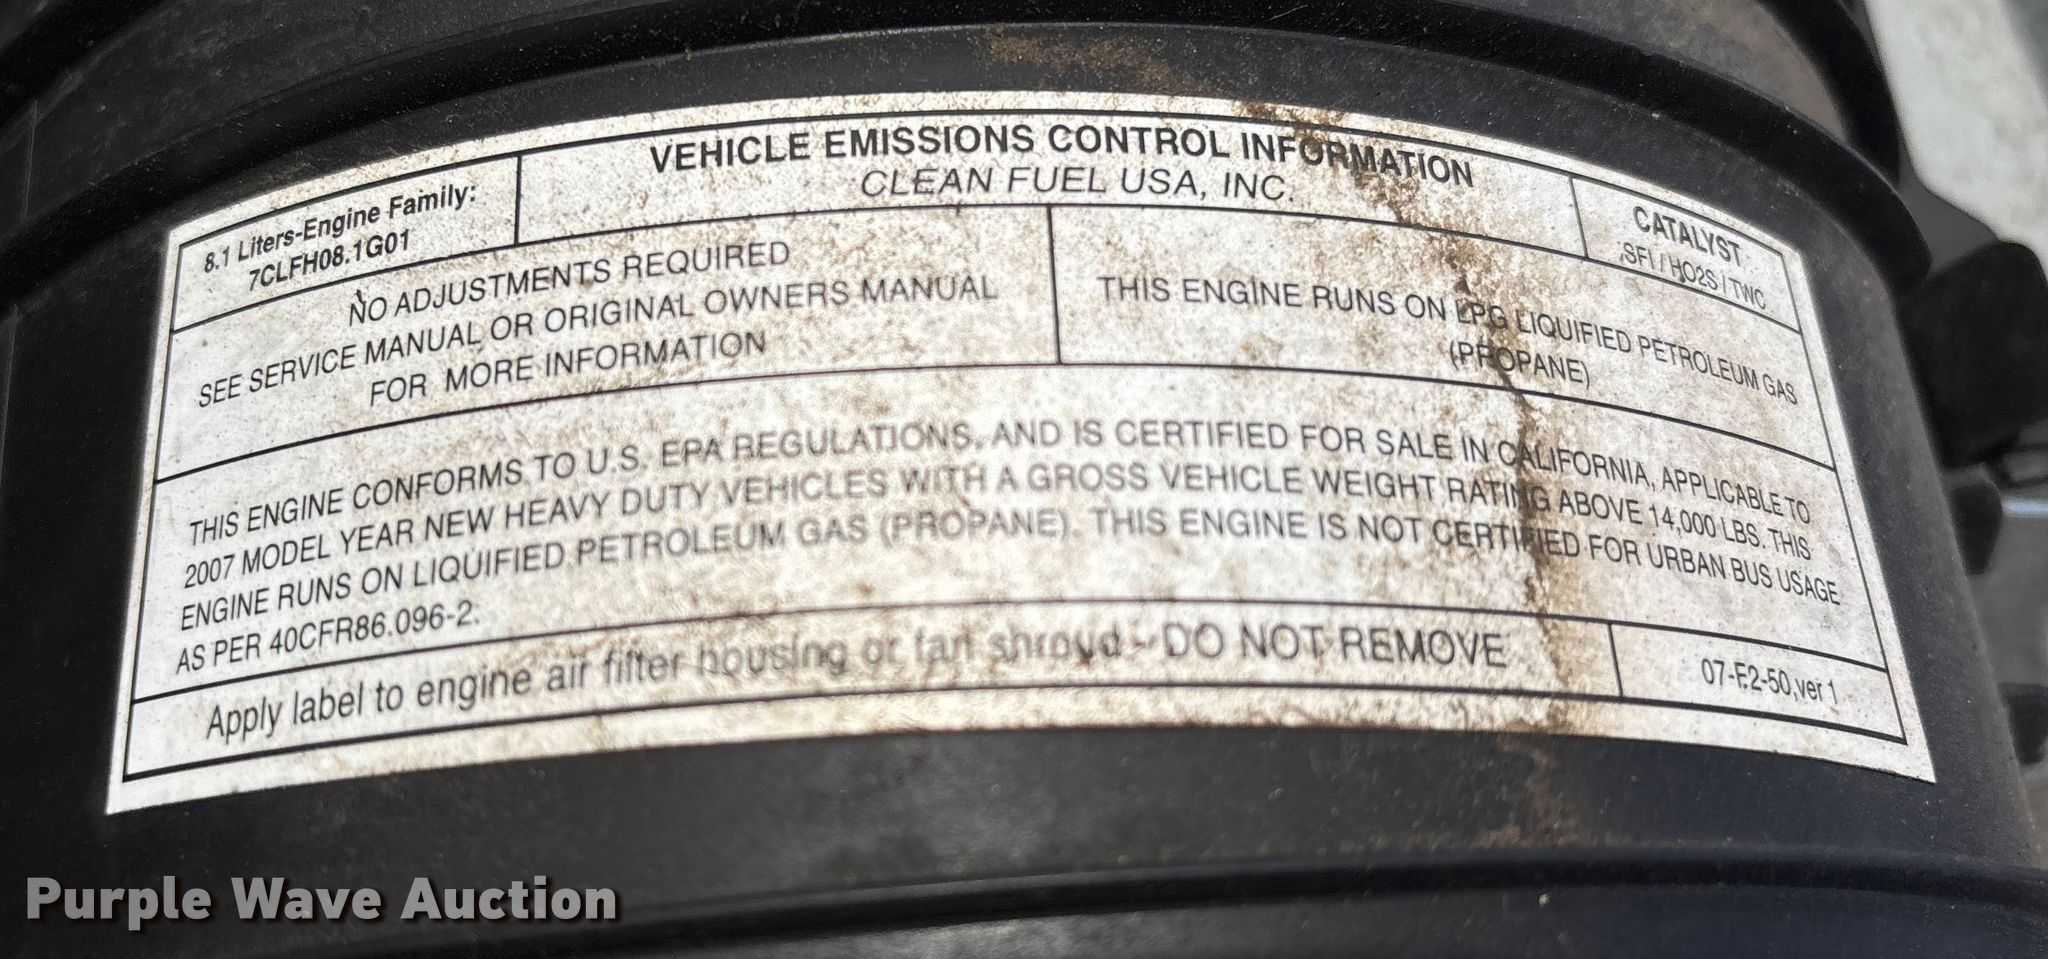 8.1 Liters-Engine Family:
7CLFH08.1G01
VEHICLE EMISSIONS CONTROL INFORMATION
CLEAN FUEL USA, INC.
CATALYST
SFI / HO2S / TWC
NO ADJUSTMENTS REQUIRED
SEE SERVICE MANUAL OR ORIGINAL OWNERS MANUAL
FOR MORE INFORMATION
THIS ENGINE RUNS ON LPG LIQUIFIED PETROLEUM GAS
(PROPANE)
THIS ENGINE CONFORMS TO U.S. EPA REGULATIONS, AND IS CERTIFIED FOR SALE IN CALIFORNIA, APPLICABLE TO
2007 MODEL YEAR NEW HEAVY DUTY VEHICLES WITH A GROSS VEHICLE WEIGHT RATING ABOVE 14,000 LBS. THIS
ENGINE RUNS ON LIQUIFIED PETROLEUM GAS (PROPANE). THIS ENGINE IS NOT CERTIFIED FOR URBAN BUS USAGE
AS PER 40CFR86.096-2.
Apply label to engine air filter housing or fan shroud - DO NOT REMOVE
07-F.2-50,ver 1
Purple Wave Auction